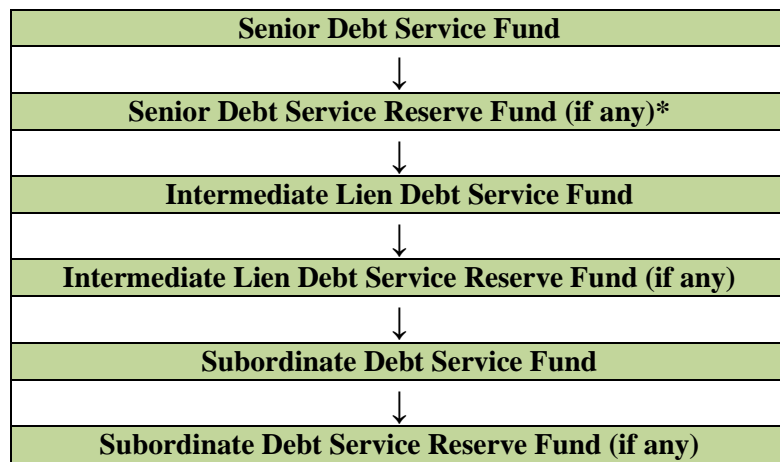 Senior Debt Service Fund
↓
Senior Debt Service Reserve Fund (if any)*
↓
Intermediate Lien Debt Service Fund
↓
Intermediate Lien Debt Service Reserve Fund (if any)
↓
Subordinate Debt Service Fund
↓
Subordinate Debt Service Reserve Fund (if any)